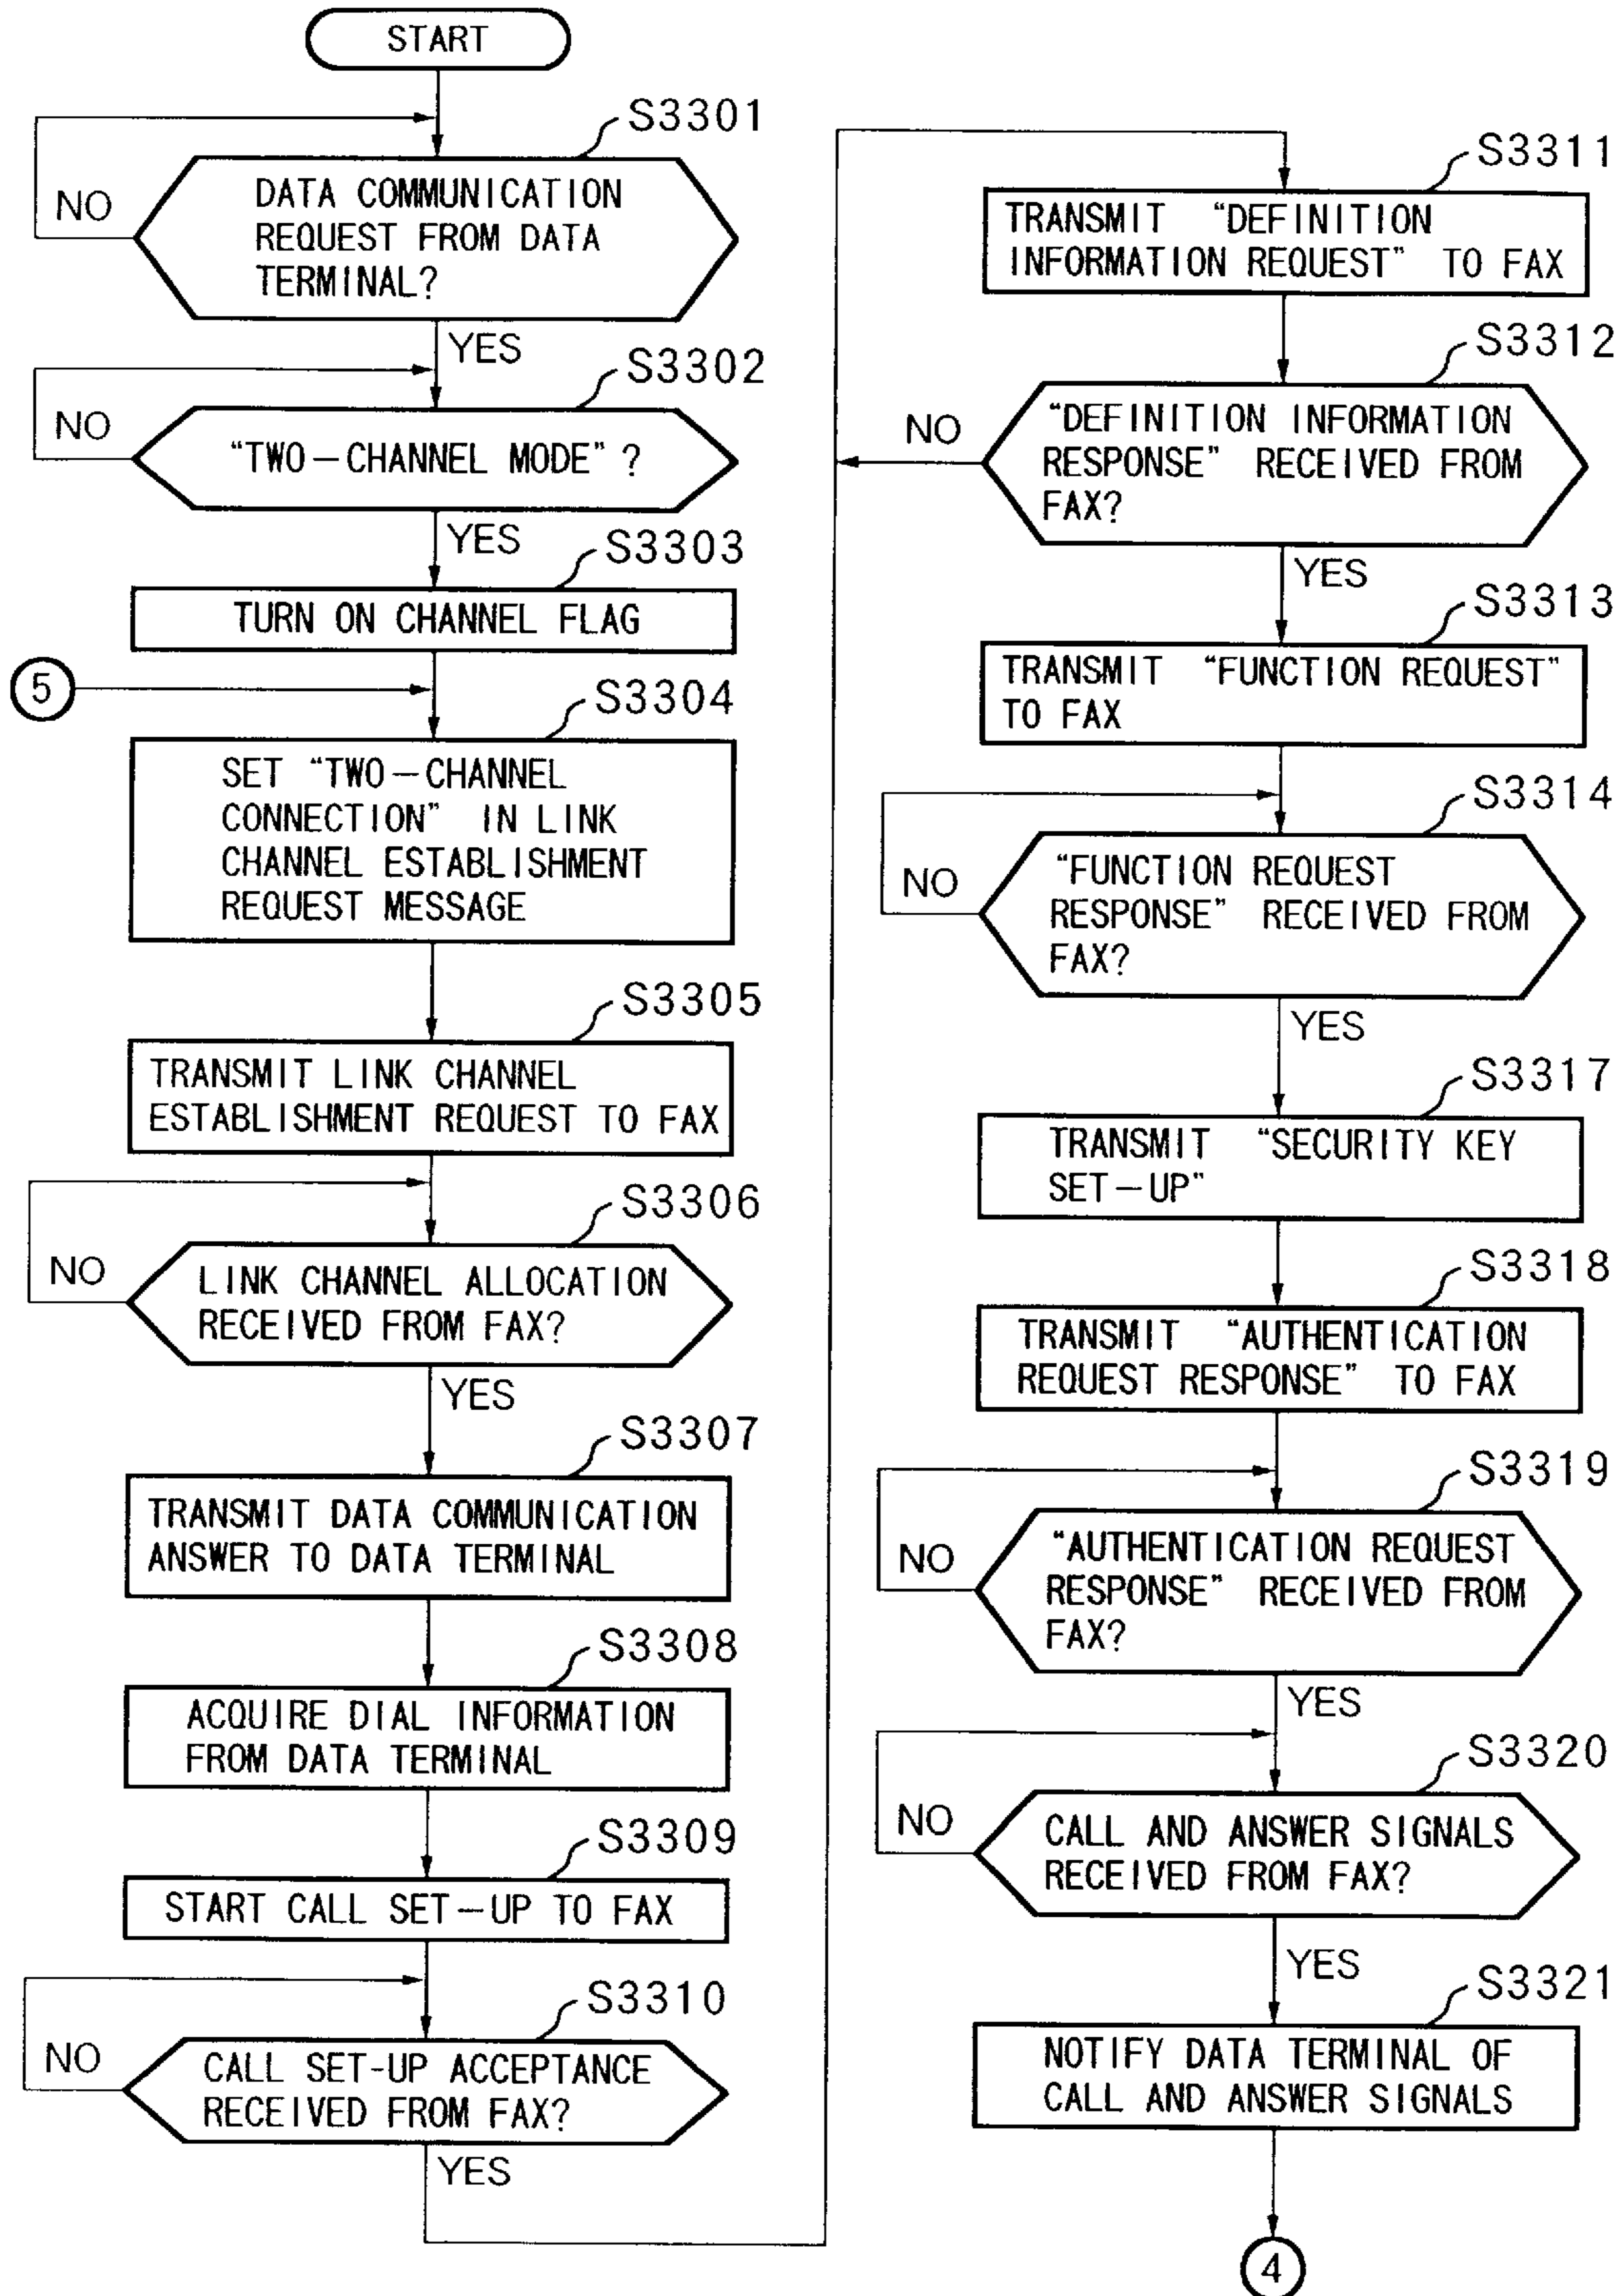 START
S3301
DATA COMMUNICATION
REQUEST FROM DATA
TERMINAL?
NO
YES
S3302
"TWO-CHANNEL MODE"?
NO
YES
S3303
TURN ON CHANNEL FLAG
5
S3304
SET "TWO-CHANNEL
CONNECTION" IN LINK
CHANNEL ESTABLISHMENT
REQUEST MESSAGE
S3305
TRANSMIT LINK CHANNEL
ESTABLISHMENT REQUEST TO FAX
S3306
LINK CHANNEL ALLOCATION
RECEIVED FROM FAX?
NO
YES
S3307
TRANSMIT DATA COMMUNICATION
ANSWER TO DATA TERMINAL
S3308
ACQUIRE DIAL INFORMATION
FROM DATA TERMINAL
S3309
START CALL SET-UP TO FAX
S3310
CALL SET-UP ACCEPTANCE
RECEIVED FROM FAX?
NO
YES
S3311
TRANSMIT "DEFINITION
INFORMATION REQUEST" TO FAX
S3312
"DEFINITION INFORMATION
RESPONSE" RECEIVED FROM
FAX?
NO
YES
S3313
TRANSMIT "FUNCTION REQUEST"
TO FAX
S3314
"FUNCTION REQUEST
RESPONSE" RECEIVED FROM
FAX?
NO
YES
S3317
TRANSMIT "SECURITY KEY
SET-UP"
S3318
TRANSMIT "AUTHENTICATION
REQUEST RESPONSE" TO FAX
S3319
"AUTHENTICATION REQUEST
RESPONSE" RECEIVED FROM
FAX?
NO
YES
S3320
CALL AND ANSWER SIGNALS
RECEIVED FROM FAX?
NO
YES
S3321
NOTIFY DATA TERMINAL OF
CALL AND ANSWER SIGNALS
4